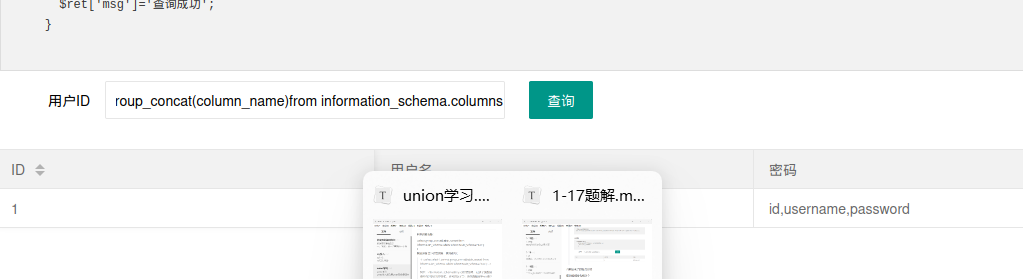 $ret['msg']='查询成功';
}
用户ID
roup_concat(column_name)from information_schema.columns
查询
ID
用户名
密码
union学习....
1-17题解.m...
1
id,username,password